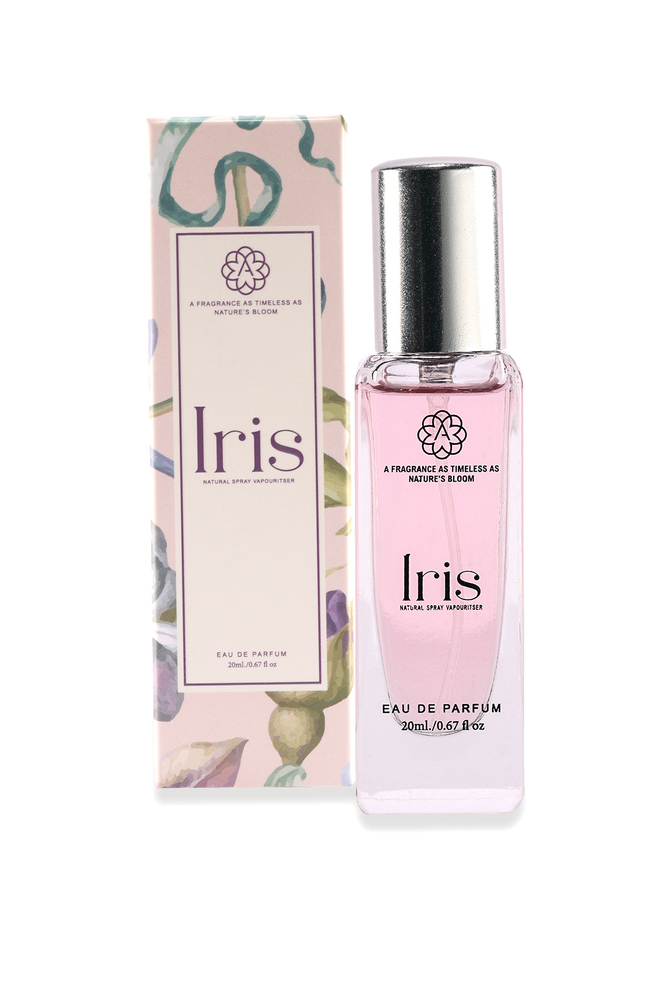 A
A FRAGRANCE AS TIMELESS AS
NATURE'S BLOOM
Iris
NATURAL SPRAY VAPOURITSER
EAU DE PARFUM
20ml./0.67 fl oz
A
A FRAGRANCE AS TIMELESS AS
NATURE'S BLOOM
Iris
NATURAL SPRAY VAPOURITSER
EAU DE PARFUM
20ml./0.67 fl oz